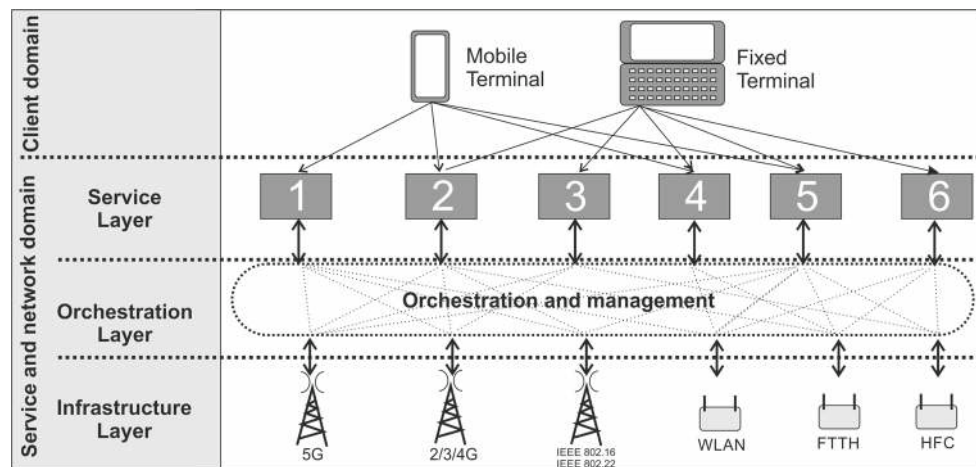 Client domain
Mobile
Terminal
Fixed
Terminal
Service and network domain
Service
Layer
1
2
3
4
5
6
Orchestration
Layer
Orchestration and management
Infrastructure
Layer
5G
2/3/4G
IEEE 802.16
IEEE 802.22
WLAN
FTTH
HFC